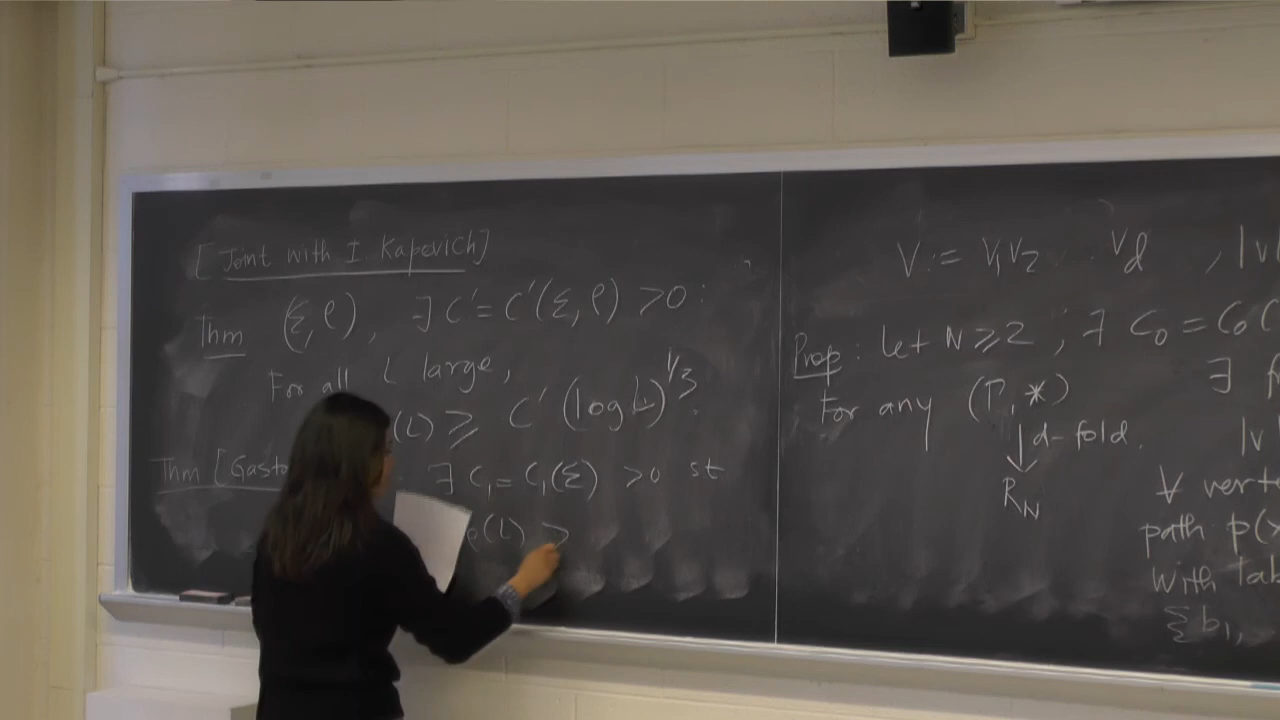 [Joint with I. Kapovich]
Thm (Σ, ρ), ∃ C' = C'(Σ, ρ) > 0 :
For all L large,
(L) ≥ C' (log L)^{1/3}.
Thm [Gasto ∃ C₁ = C₁(Σ) > 0 st.
ρ(L) ≥
V := V₁V₂ ... V_d , |V|
Prop : let N ≥ 2 ; ∃ C₀ = C₀(
∃
For any (Γ, *)
↓ d-fold. |V
R_N
∀ verte
path p(
with lab
{b₁,